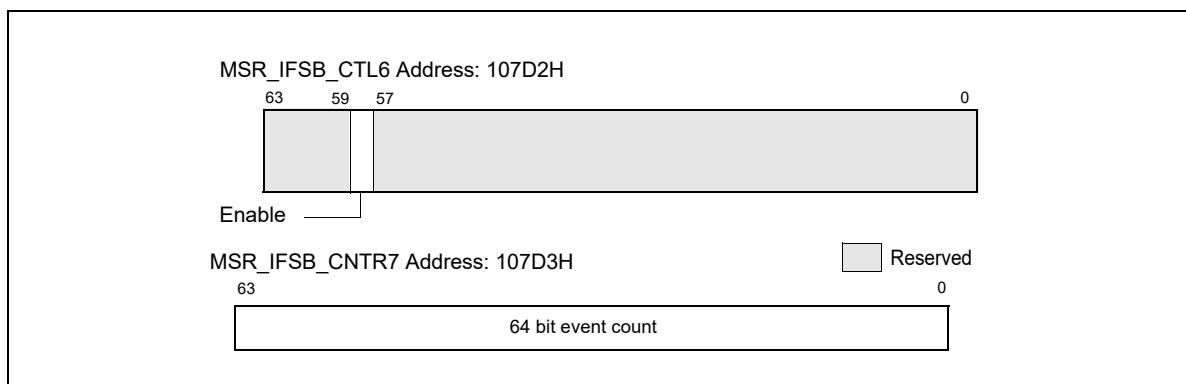 MSR_IFSB_CTL6 Address: 107D2H
63 59 57 0
Enable
Reserved
MSR_IFSB_CNTR7 Address: 107D3H
63 0
64 bit event count